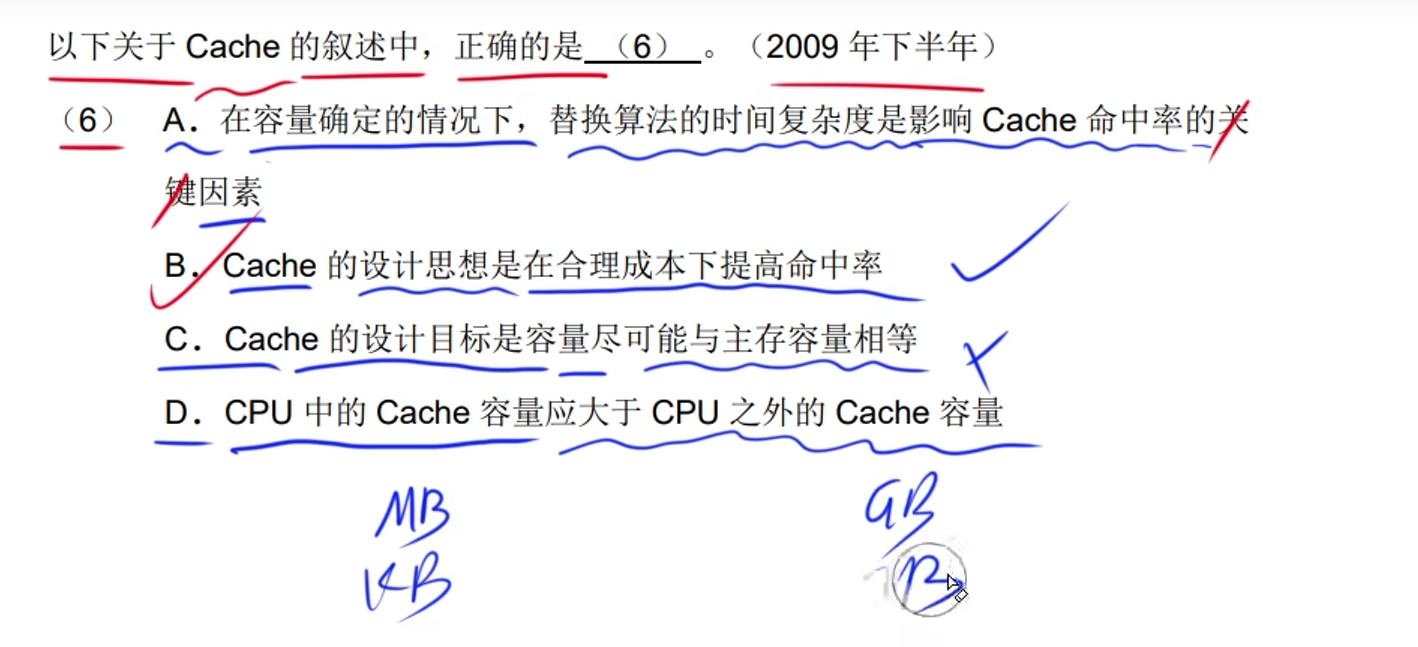 以下关于 Cache 的叙述中，正确的是 （6） 。（2009 年下半年）
（6） A．在容量确定的情况下，替换算法的时间复杂度是影响 Cache 命中率的关
键因素
B．Cache 的设计思想是在合理成本下提高命中率
C．Cache 的设计目标是容量尽可能与主存容量相等
D．CPU 中的 Cache 容量应大于 CPU 之外的 Cache 容量
MB GB
KB